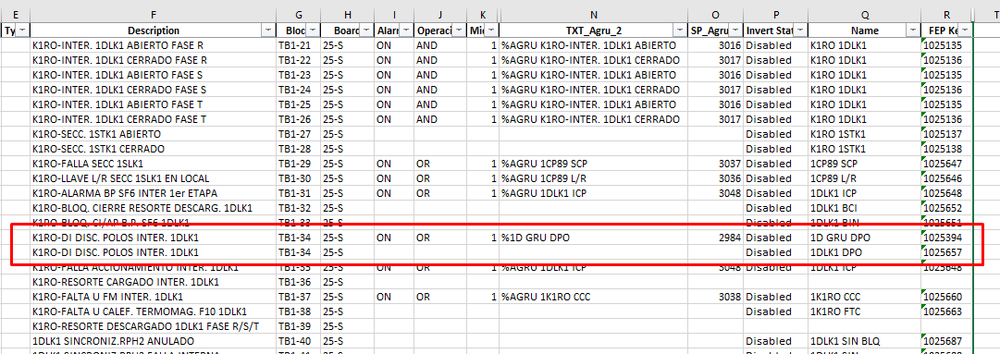 E F G H I J K N O P Q R T
Ty Description Bloc Board Alarm Operaci Mi TXT_Agru_2 SP_Agru Invert Stat Name FEP Ke
K1RO-INTER. 1DLK1 ABIERTO FASE R TB1-21 25-S ON AND 1 %AGRU K1RO-INTER. 1DLK1 ABIERTO 3016 Disabled K1RO 1DLK1 1025135
K1RO-INTER. 1DLK1 CERRADO FASE R TB1-22 25-S ON AND 1 %AGRU K1RO-INTER. 1DLK1 CERRADO 3017 Disabled K1RO 1DLK1 1025136
K1RO-INTER. 1DLK1 ABIERTO FASE S TB1-23 25-S ON AND 1 %AGRU K1RO-INTER. 1DLK1 ABIERTO 3016 Disabled K1RO 1DLK1 1025135
K1RO-INTER. 1DLK1 CERRADO FASE S TB1-24 25-S ON AND 1 %AGRU K1RO-INTER. 1DLK1 CERRADO 3017 Disabled K1RO 1DLK1 1025136
K1RO-INTER. 1DLK1 ABIERTO FASE T TB1-25 25-S ON AND 1 %AGRU K1RO-INTER. 1DLK1 ABIERTO 3016 Disabled K1RO 1DLK1 1025135
K1RO-INTER. 1DLK1 CERRADO FASE T TB1-26 25-S ON AND 1 %AGRU K1RO-INTER. 1DLK1 CERRADO 3017 Disabled K1RO 1DLK1 1025136
K1RO-SECC. 1STK1 ABIERTO TB1-27 25-S Disabled K1RO 1STK1 1025137
K1RO-SECC. 1STK1 CERRADO TB1-28 25-S Disabled K1RO 1STK1 1025138
K1RO-FALLA SECC 1SLK1 TB1-29 25-S ON OR 1 %AGRU 1CP89 SCP 3037 Disabled 1CP89 SCP 1025647
K1RO-LLAVE L/R SECC 1SLK1 EN LOCAL TB1-30 25-S ON OR 1 %AGRU 1CP89 L/R 3036 Disabled 1CP89 L/R 1025646
K1RO-ALARMA BP SF6 INTER 1er ETAPA TB1-31 25-S ON OR 1 %AGRU 1DLK1 ICP 3048 Disabled 1DLK1 ICP 1025648
K1RO-BLOQ. CIERRE RESORTE DESCARG. 1DLK1 TB1-32 25-S Disabled 1DLK1 BCI 1025652
K1RO-BLOQ. CI/AP B.P. SF6 1DLK1 TB1-33 25-S Disabled 1DLK1 BIN 1025651
K1RO-DI DISC. POLOS INTER. 1DLK1 TB1-34 25-S ON OR 1 %1D GRU DPO 2984 Disabled 1D GRU DPO 1025394
K1RO-DI DISC. POLOS INTER. 1DLK1 TB1-34 25-S Disabled 1DLK1 DPO 1025657
K1RO-FALLA ACCIONAMIENTO INTER. 1DLK1 TB1-35 25-S ON OR 1 %AGRU 1DLK1 ICP 3048 Disabled 1DLK1 ICP 1025648
K1RO-RESORTE CARGADO INTER. 1DLK1 TB1-36 25-S
K1RO-FALTA U FM INTER. 1DLK1 TB1-37 25-S ON OR 1 %AGRU 1K1RO CCC 3038 Disabled 1K1RO CCC 1025660
K1RO-FALTA U CALEF. TERMOMAG. F10 1DLK1 TB1-38 25-S Disabled 1K1RO FTC 1025663
K1RO-RESORTE DESCARGADO 1DLK1 FASE R/S/T TB1-39 25-S
1DLK1 SINCRONIZ.RPH2 ANULADO TB1-40 25-S Disabled 1DLK1 SIN BLQ 1025687